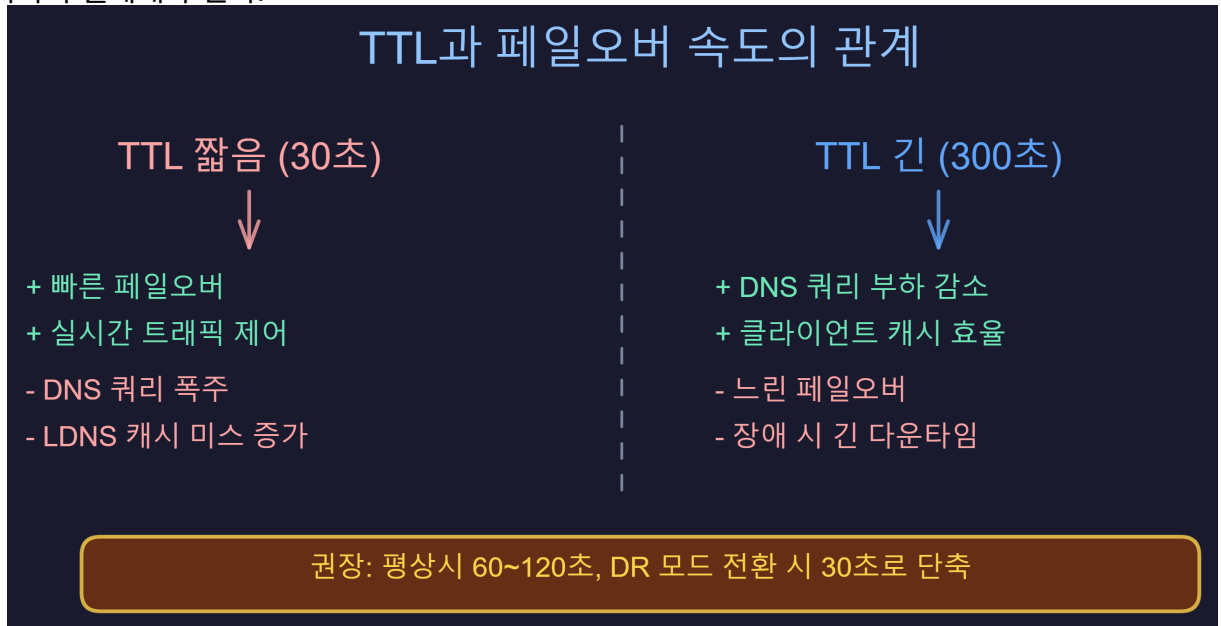 TTL과 페일오버 속도의 관계
TTL 짧음 (30초)
+ 빠른 페일오버
+ 실시간 트래픽 제어
- DNS 쿼리 폭주
- LDNS 캐시 미스 증가
TTL 긴 (300초)
+ DNS 쿼리 부하 감소
+ 클라이언트 캐시 효율
- 느린 페일오버
- 장애 시 긴 다운타임
권장: 평상시 60~120초, DR 모드 전환 시 30초로 단축